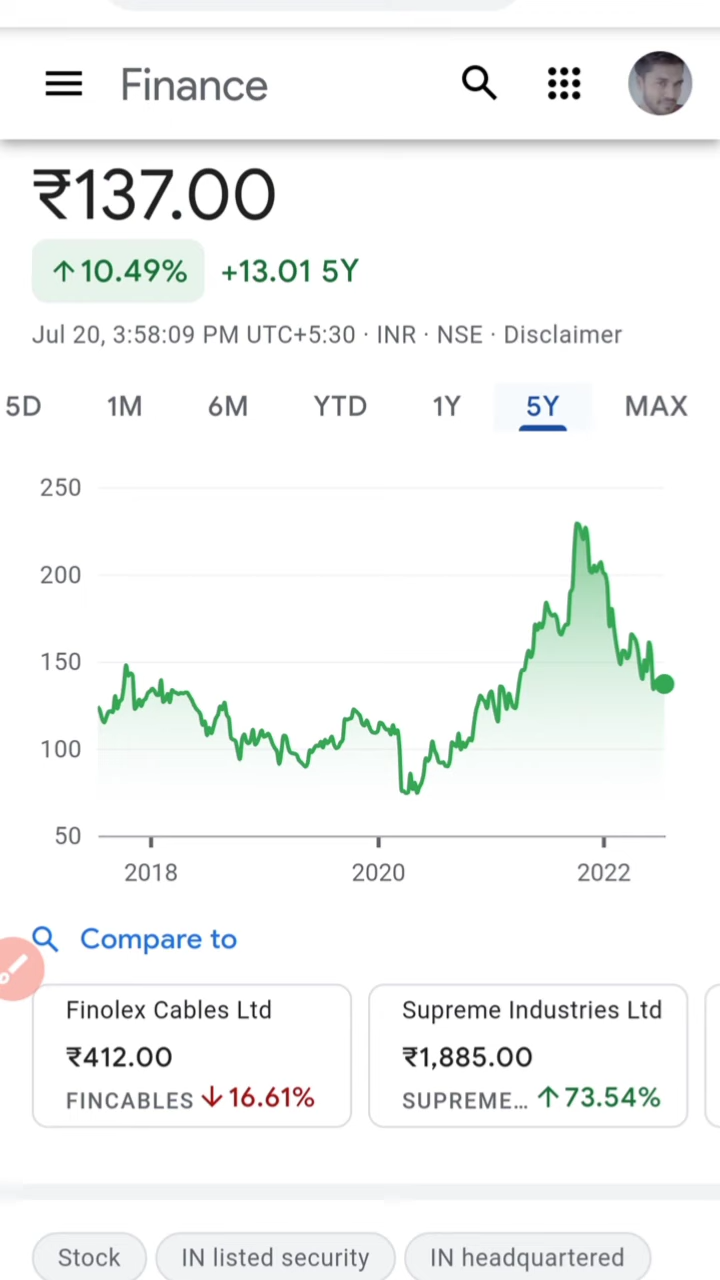 Finance
₹137.00
↑10.49% +13.01 5Y
Jul 20, 3:58:09 PM UTC+5:30 · INR · NSE · Disclaimer
5D 1M 6M YTD 1Y 5Y MAX
250
200
150
100
50
2018 2020 2022
Compare to
Finolex Cables Ltd
₹412.00
FINCABLES ↓16.61%
Supreme Industries Ltd
₹1,885.00
SUPREME... ↑73.54%
Stock IN listed security IN headquartered